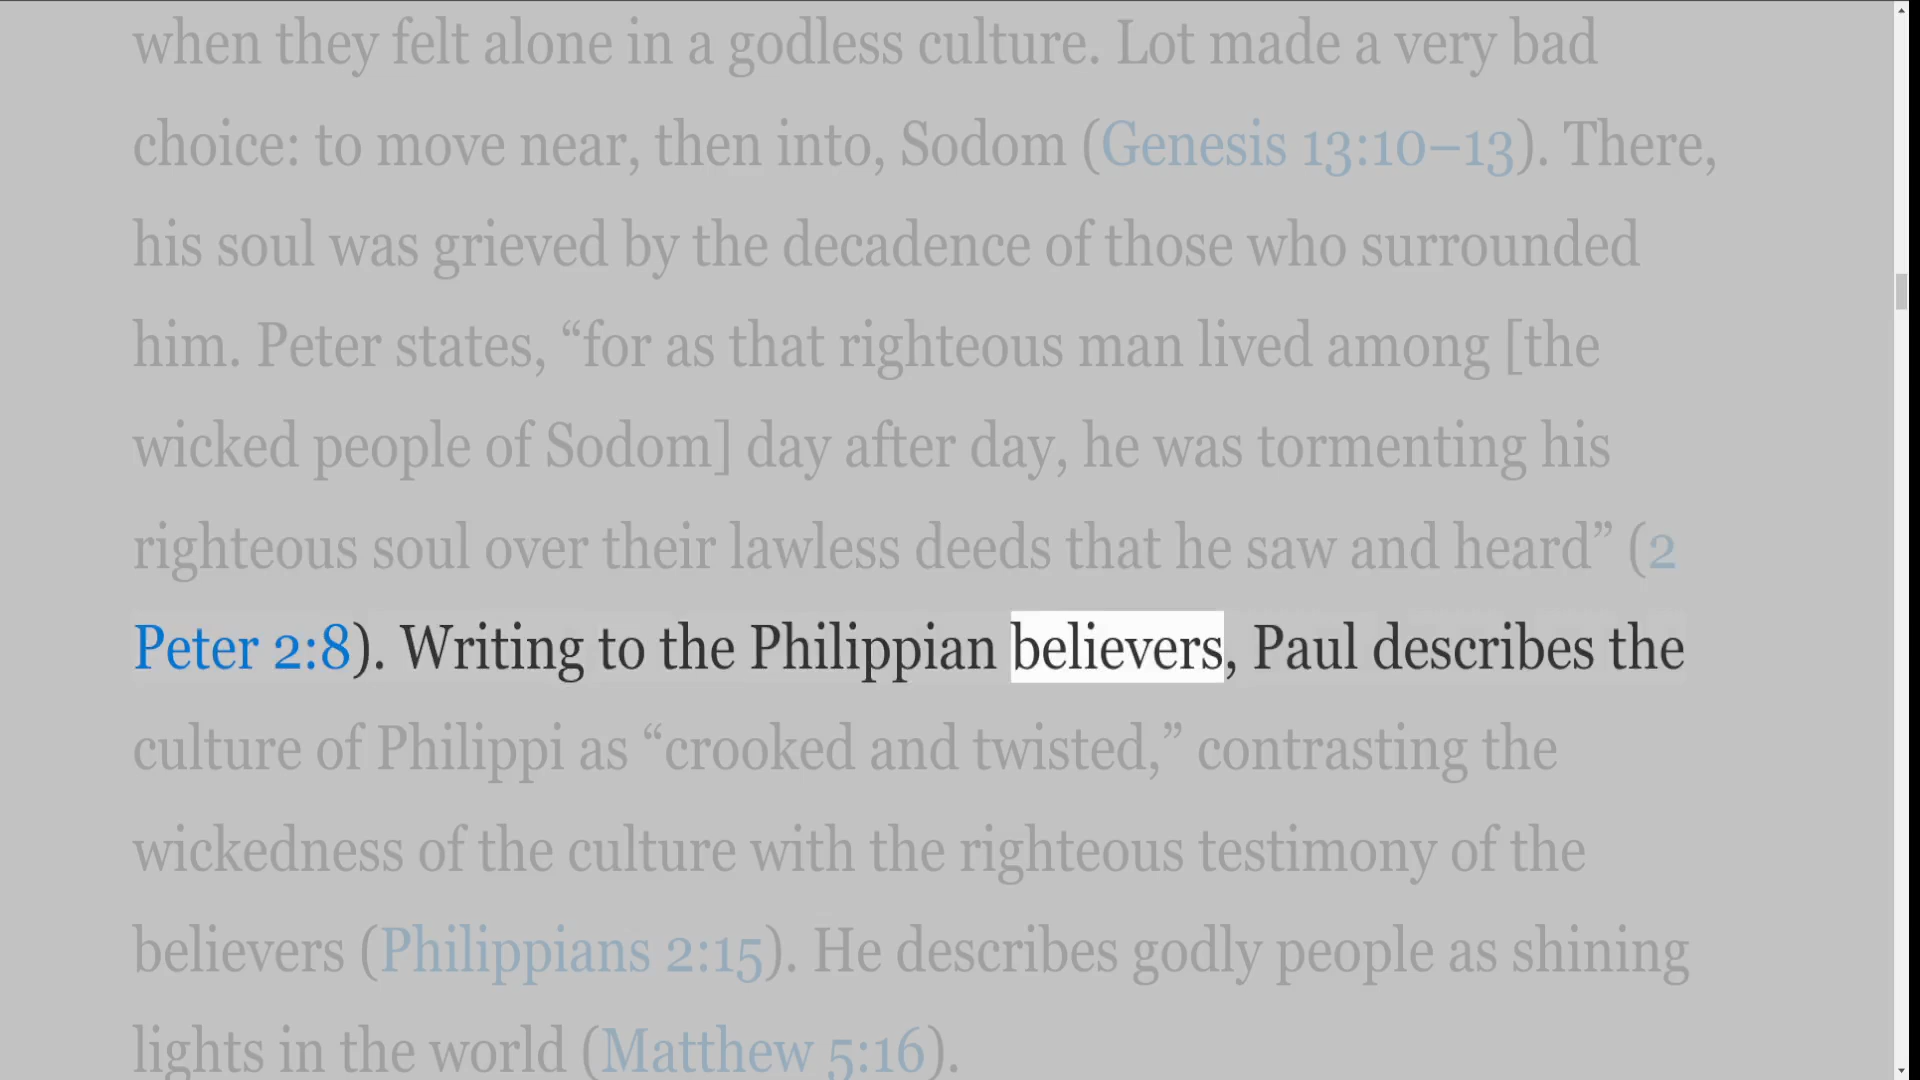 when they felt alone in a godless culture. Lot made a very bad
choice: to move near, then into, Sodom (Genesis 13:10–13). There,
his soul was grieved by the decadence of those who surrounded
him. Peter states, “for as that righteous man lived among [the
wicked people of Sodom] day after day, he was tormenting his
righteous soul over their lawless deeds that he saw and heard” (2
Peter 2:8). Writing to the Philippian believers, Paul describes the
culture of Philippi as “crooked and twisted,” contrasting the
wickedness of the culture with the righteous testimony of the
believers (Philippians 2:15). He describes godly people as shining
lights in the world (Matthew 5:16).